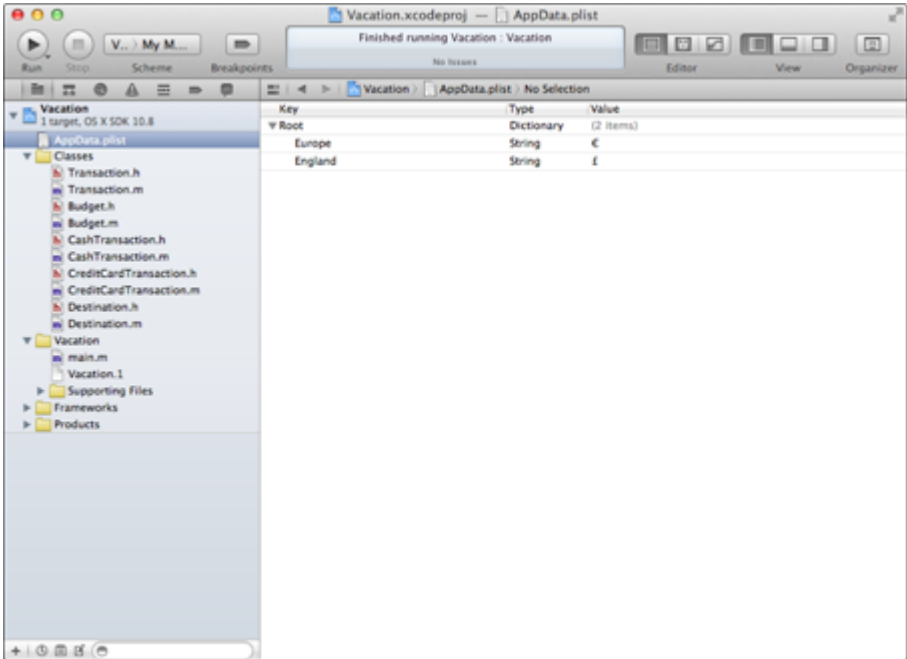 Vacation.xcodeproj — AppData.plist
Finished running Vacation : Vacation
No Issues
V... My M...
Run Stop Scheme Breakpoints Editor View Organizer
Vacation AppData.plist No Selection
Vacation
1 target, OS X SDK 10.8
AppData.plist
Classes
Transaction.h
Transaction.m
Budget.h
Budget.m
CashTransaction.h
CashTransaction.m
CreditCardTransaction.h
CreditCardTransaction.m
Destination.h
Destination.m
Vacation
main.m
Vacation.1
Supporting Files
Frameworks
Products
Key Type Value
Root Dictionary (2 items)
Europe String €
England String £